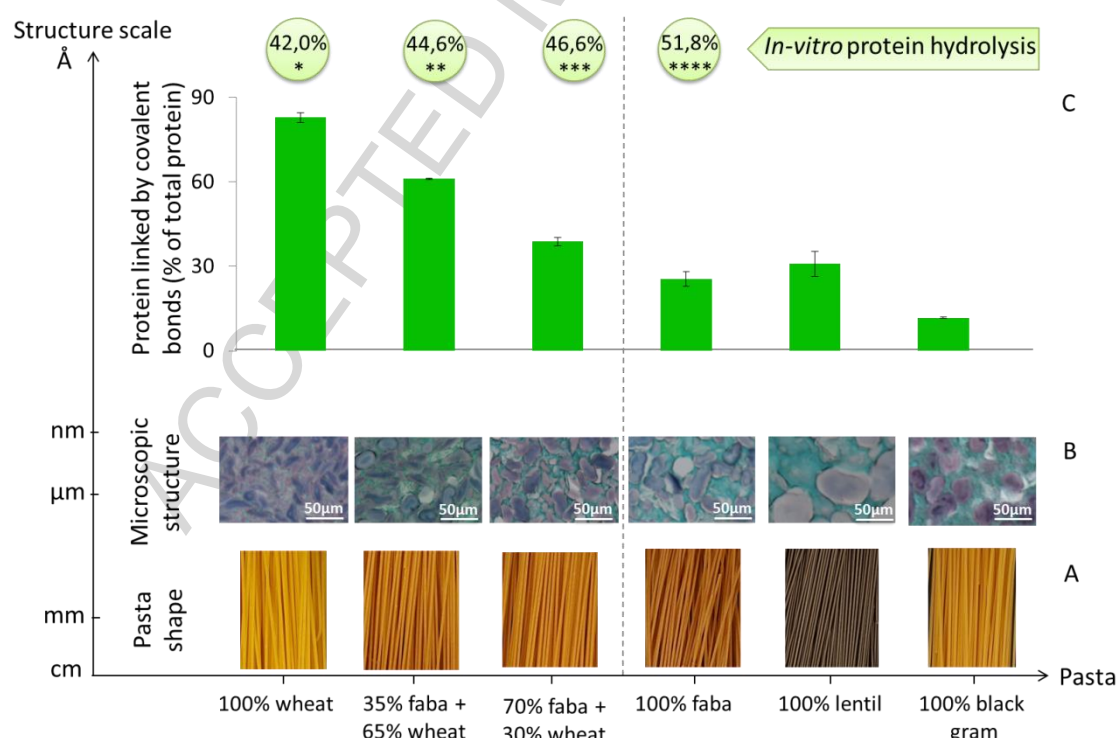 Structure scale
Å
42,0%
*
44,6%
**
46,6%
***
51,8%
****
In-vitro protein hydrolysis
C
Protein linked by covalent
bonds (% of total protein)
90
60
30
0
nm
µm
Microscopic
structure
50µm
50µm
50µm
50µm
50µm
50µm
B
mm
cm
Pasta
shape
A
Pasta
100% wheat
35% faba +
65% wheat
70% faba +
30% wheat
100% faba
100% lentil
100% black
gram
ACCEPTED M